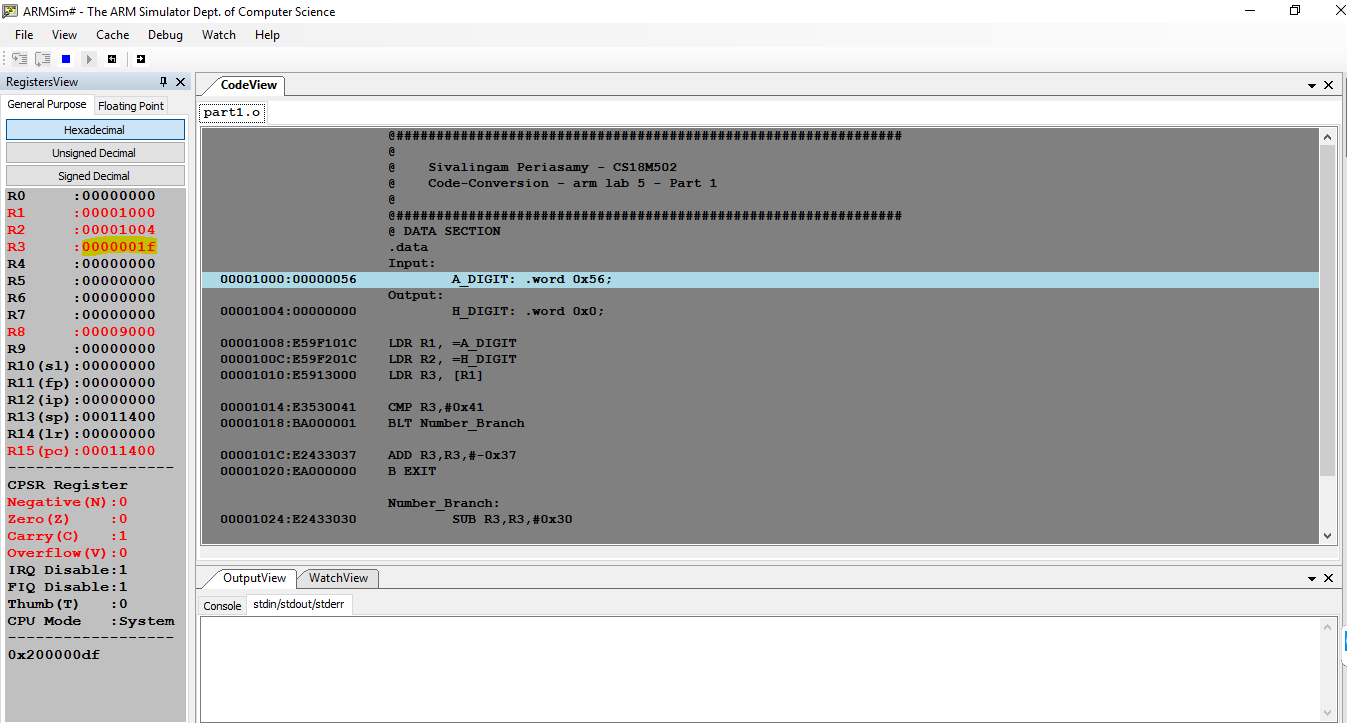 ARMSim# - The ARM Simulator Dept. of Computer Science
File View Cache Debug Watch Help
RegistersView
General Purpose Floating Point
Hexadecimal
Unsigned Decimal
Signed Decimal
R0 :00000000
R1 :00001000
R2 :00001004
R3 :0000001f
R4 :00000000
R5 :00000000
R6 :00000000
R7 :00000000
R8 :00009000
R9 :00000000
R10(sl):00000000
R11(fp):00000000
R12(ip):00000000
R13(sp):00011400
R14(lr):00000000
R15(pc):00011400
------------------
CPSR Register
Negative(N):0
Zero(Z) :0
Carry(C) :1
Overflow(V):0
IRQ Disable:1
FIQ Disable:1
Thumb(T) :0
CPU Mode :System
------------------
0x200000df
CodeView
part1.o
@###############################################################
@
@ Sivalingam Periasamy - CS18M502
@ Code-Conversion - arm lab 5 - Part 1
@
@###############################################################
@ DATA SECTION
.data
Input:
00001000:00000056 A_DIGIT: .word 0x56;
Output:
00001004:00000000 H_DIGIT: .word 0x0;
00001008:E59F101C LDR R1, =A_DIGIT
0000100C:E59F201C LDR R2, =H_DIGIT
00001010:E5913000 LDR R3, [R1]
00001014:E3530041 CMP R3,#0x41
00001018:BA000001 BLT Number_Branch
0000101C:E2433037 ADD R3,R3,#-0x37
00001020:EA000000 B EXIT
Number_Branch:
00001024:E2433030 SUB R3,R3,#0x30
OutputView WatchView
Console stdin/stdout/stderr